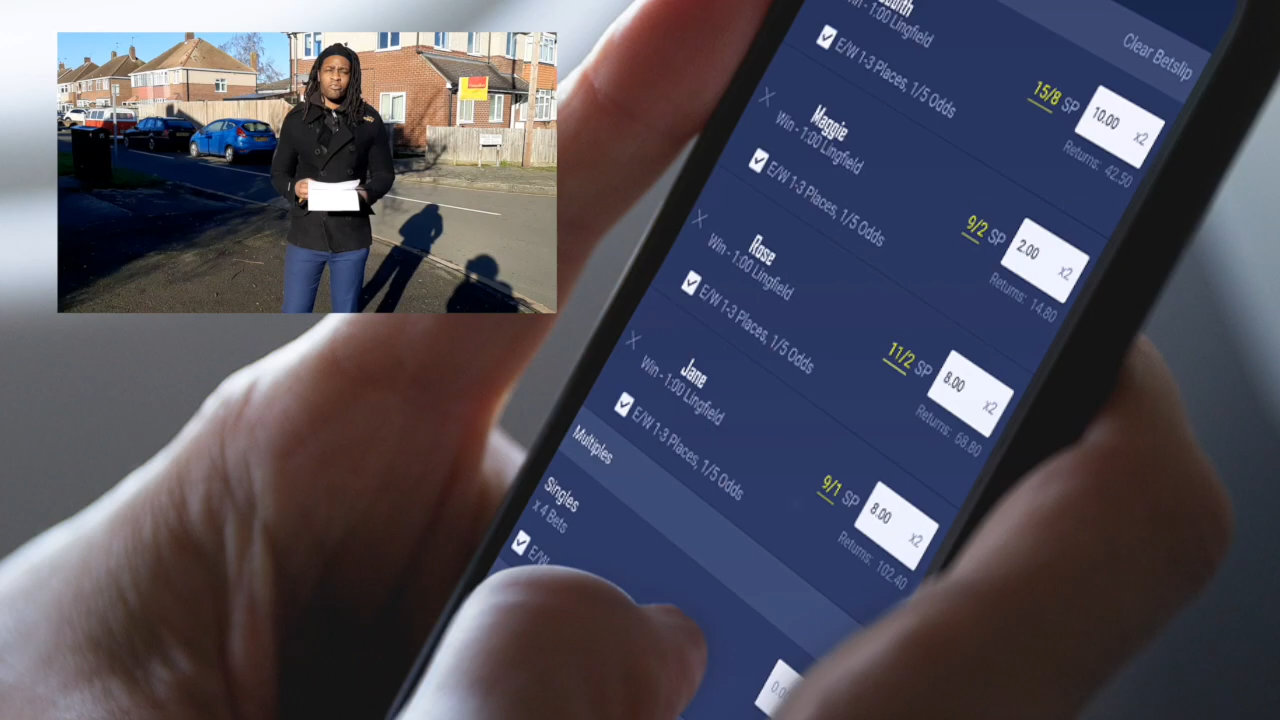 Clear Betslip
Win - 1:00 Lingfield
E/W 1-3 Places, 1/5 Odds
15/8 SP
10.00 x2
Returns: 42.50
Maggie
Win - 1:00 Lingfield
E/W 1-3 Places, 1/5 Odds
9/2 SP
2.00 x2
Returns: 14.80
Rose
Win - 1:00 Lingfield
E/W 1-3 Places, 1/5 Odds
11/2 SP
8.00 x2
Returns: 68.80
Jane
Win - 1:00 Lingfield
E/W 1-3 Places, 1/5 Odds
9/1 SP
8.00 x2
Returns: 102.40
Multiples
Singles
x 4 Bets
E/W